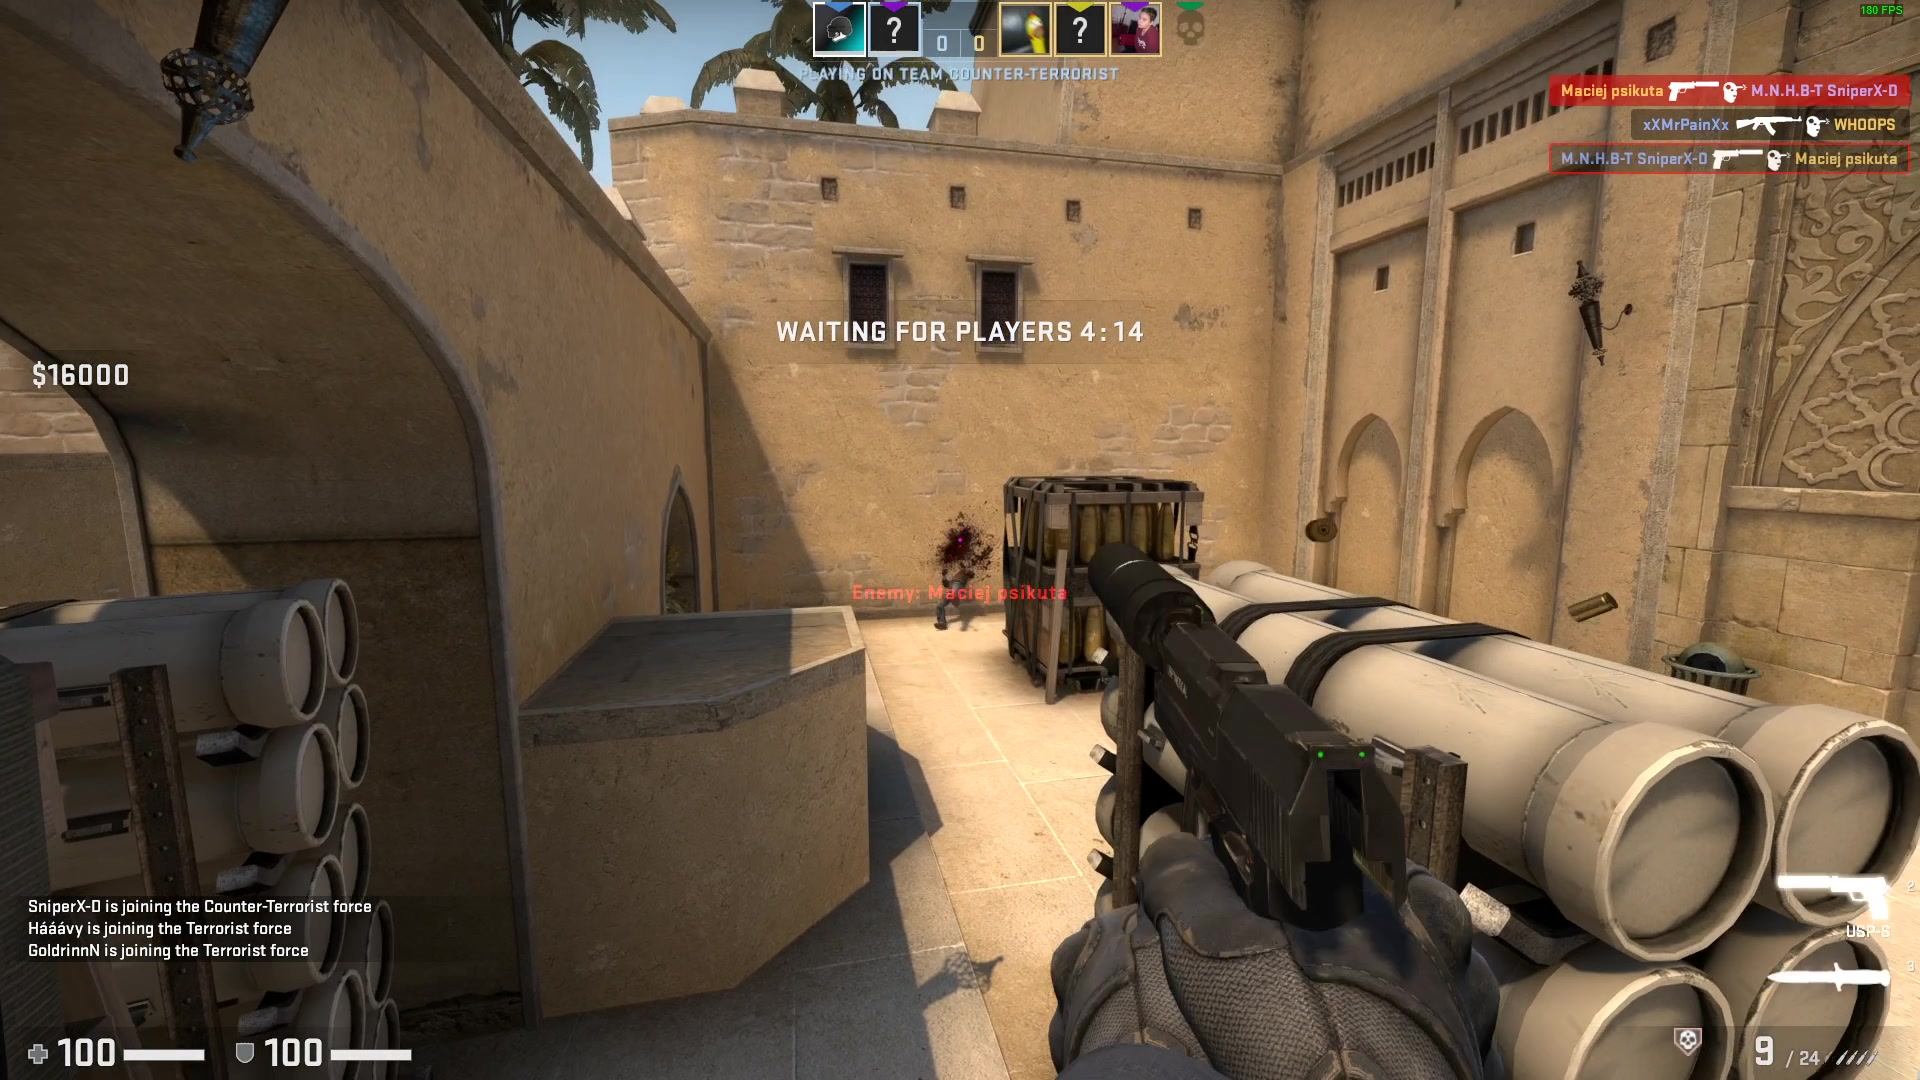 180 FPS
? 0 0 ?
PLAYING ON TEAM COUNTER-TERRORIST
Maciej psikuta M.N.H.B-T SniperX-D
xXMrPainXx WHOOPS
M.N.H.B-T SniperX-D Maciej psikuta
WAITING FOR PLAYERS 4:14
$16000
Enemy: Maciej psikuta
SniperX-D is joining the Counter-Terrorist force
Hááávy is joining the Terrorist force
GoldrinnN is joining the Terrorist force
2
USP-S
3
100 100
9 / 24